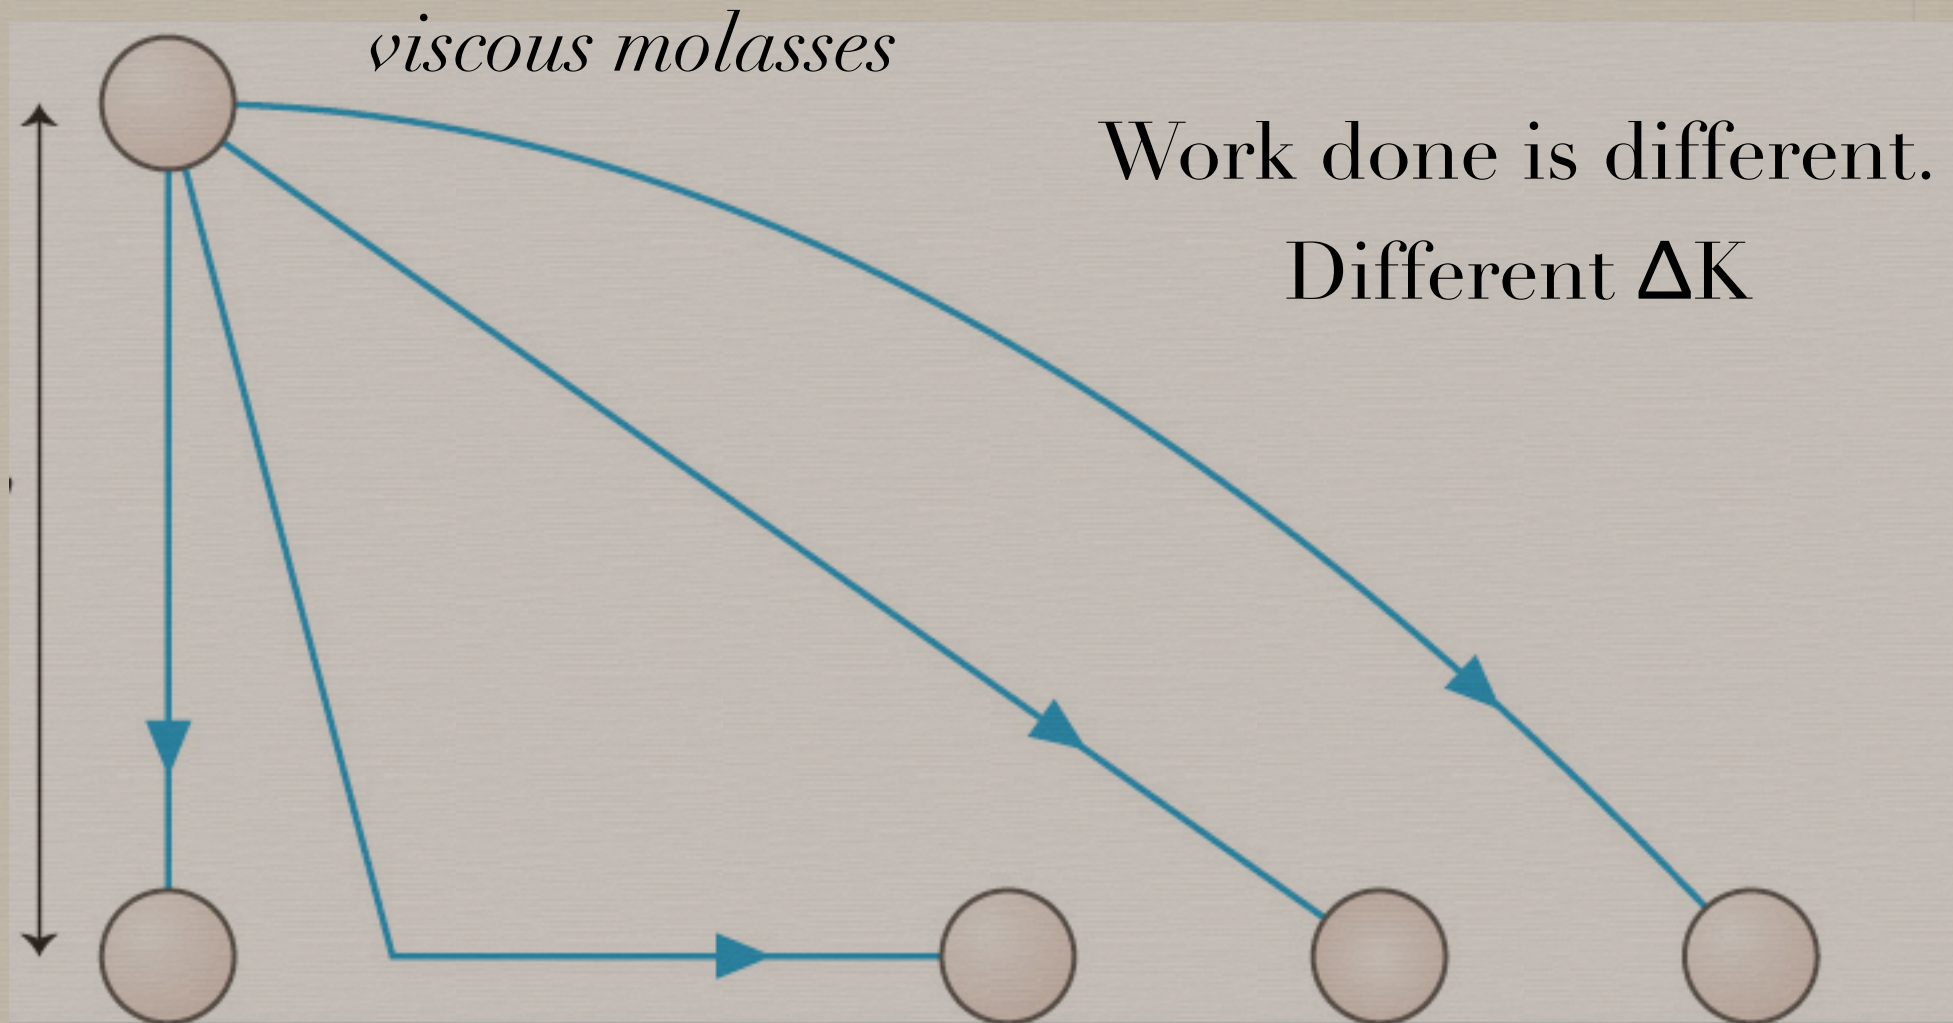 viscous molasses
Work done is different.
Different ΔK